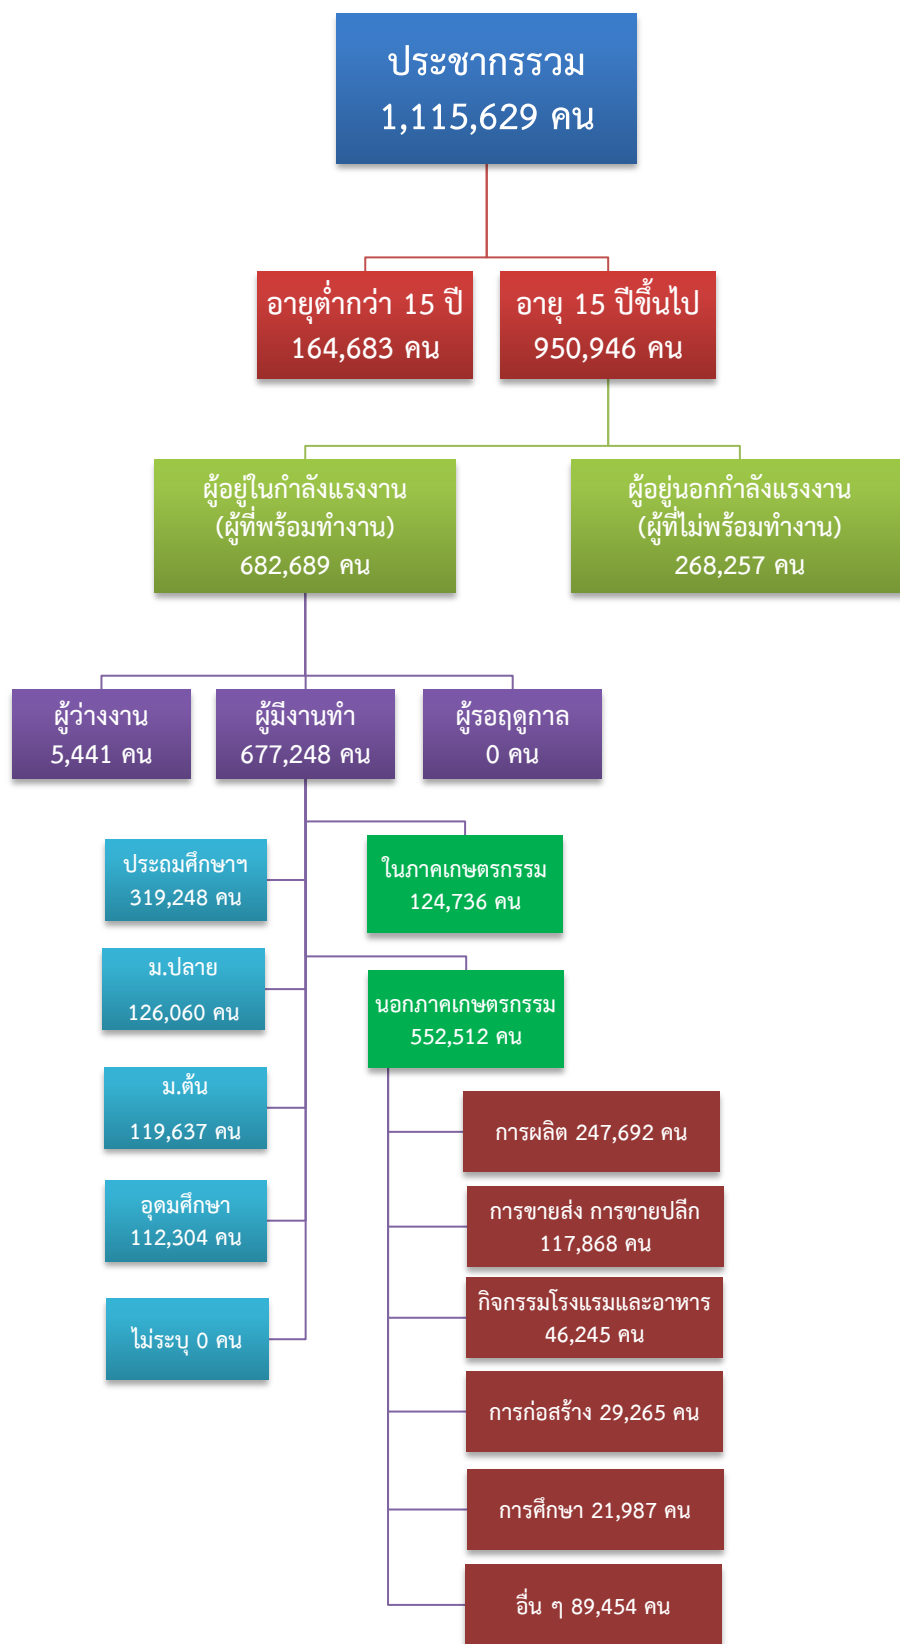 ประชากรรวม
1,115,629 คน
อายุต่ำกว่า 15 ปี
164,683 คน
อายุ 15 ปีขึ้นไป
950,946 คน
ผู้อยู่ในกำลังแรงงาน
(ผู้ที่พร้อมทำงาน)
682,689 คน
ผู้อยู่นอกกำลังแรงงาน
(ผู้ที่ไม่พร้อมทำงาน)
268,257 คน
ผู้ว่างงาน
5,441 คน
ผู้มีงานทำ
677,248 คน
ผู้รอฤดูกาล
0 คน
ประถมศึกษาฯ
319,248 คน
ม.ปลาย
126,060 คน
ม.ต้น
119,637 คน
อุดมศึกษา
112,304 คน
ไม่ระบุ 0 คน
ในภาคเกษตรกรรม
124,736 คน
นอกภาคเกษตรกรรม
552,512 คน
การผลิต 247,692 คน
การขายส่ง การขายปลีก
117,868 คน
กิจกรรมโรงแรมและอาหาร
46,245 คน
การก่อสร้าง 29,265 คน
การศึกษา 21,987 คน
อื่น ๆ 89,454 คน